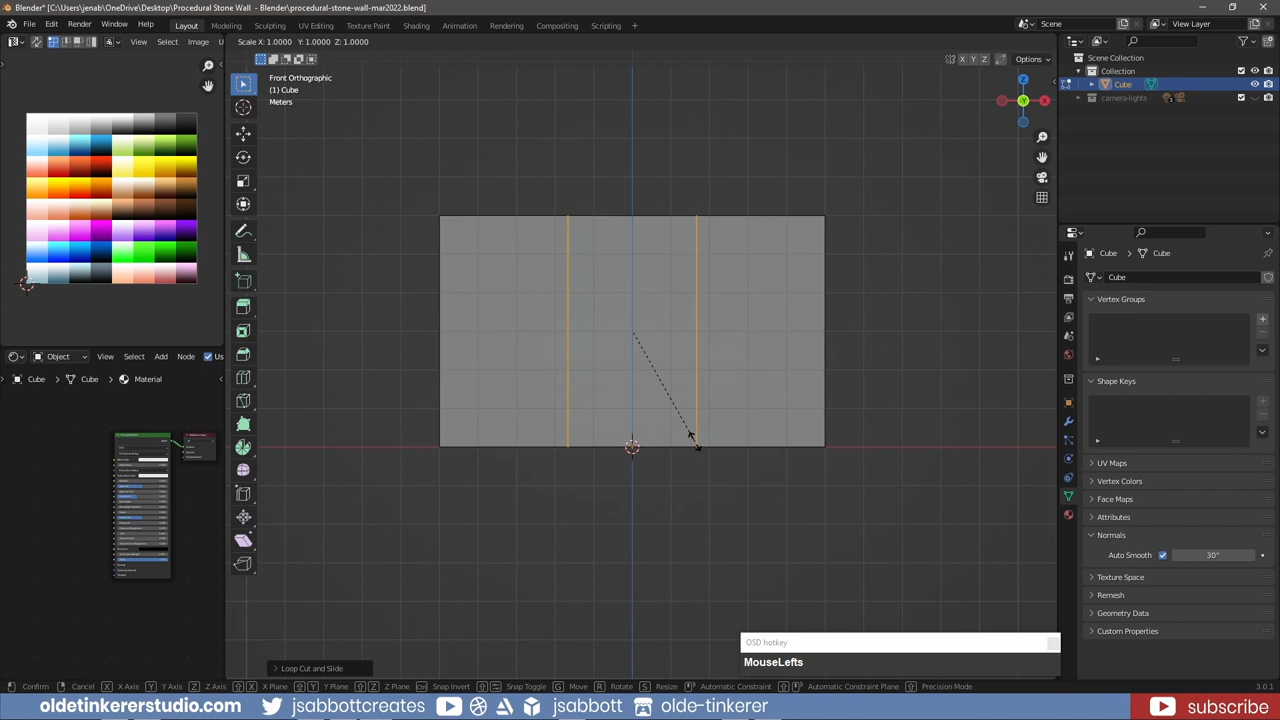 Blender* [C:\Users\jenab\OneDrive\Desktop\Procedural Stone Wall - Blender\procedural-stone-wall-mar2022.blend]
File Edit Render Window Help Layout Modeling Sculpting UV Editing Texture Paint Shading Animation Rendering Compositing Scripting Scene ViewLayer
View Select Image Scale X: 1.0000 Y: 1.0000 Z: 1.0000
Options
X Y Z
Front Orthographic
(1) Cube
Meters
Scene Collection
Collection
Cube
camera-lights
Cube Cube
Cube
Vertex Groups
Shape Keys
UV Maps
Vertex Colors
Face Maps
Attributes
Normals
Auto Smooth 30°
Texture Space
Remesh
Geometry Data
Custom Properties
Object View Select Add Node Us
Cube Cube Material
OSD hotkey
MouseLefts
Loop Cut and Slide
Confirm Cancel X X Axis Y Y Axis Z Z Axis X X Plane Y Y Plane Z Z Plane Snap Invert Snap Toggle G Move R Rotate S Resize Automatic Constraint Automatic Constraint Plane Precision Mode 3.0.1
oldetinkererstudio.com jsabbottcreates jsabbott olde-tinkerer subscribe